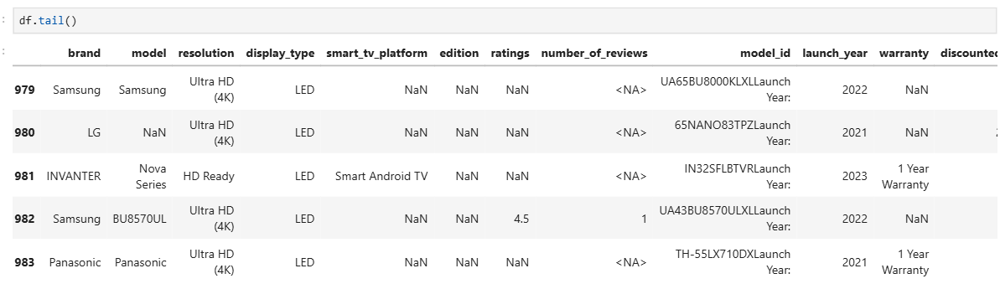 : df.tail()
:
brand model resolution display_type smart_tv_platform edition ratings number_of_reviews model_id launch_year warranty discounted
979 Samsung Samsung Ultra HD (4K) LED NaN NaN NaN <NA> UA65BU8000KLXLLaunch Year: 2022 NaN
980 LG NaN Ultra HD (4K) LED NaN NaN NaN <NA> 65NANO83TPZLaunch Year: 2021 NaN
981 INVANTER Nova Series HD Ready LED Smart Android TV NaN NaN <NA> IN32SFLBTVRLaunch Year: 2023 1 Year Warranty
982 Samsung BU8570UL Ultra HD (4K) LED NaN NaN 4.5 1 UA43BU8570ULXLLaunch Year: 2022 NaN
983 Panasonic Panasonic Ultra HD (4K) LED NaN NaN NaN <NA> TH-55LX710DXLaunch Year: 2021 1 Year Warranty